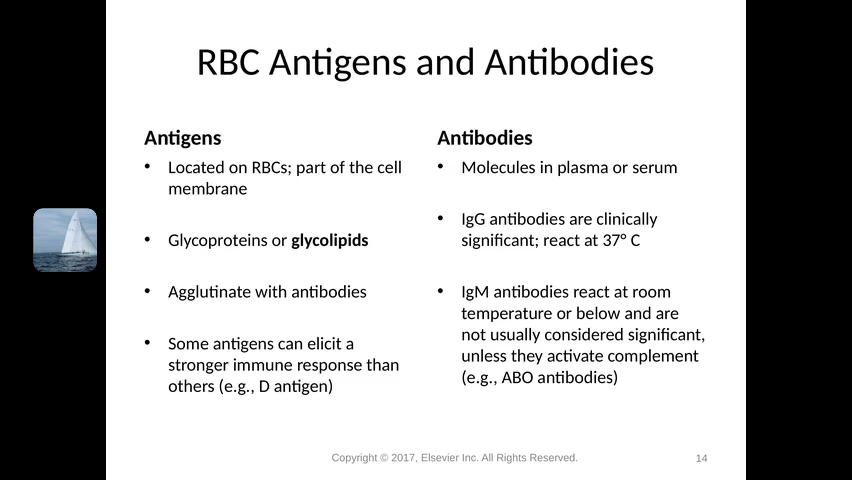 RBC Antigens and Antibodies
Antigens
• Located on RBCs; part of the cell
membrane
• Glycoproteins or glycolipids
• Agglutinate with antibodies
• Some antigens can elicit a
stronger immune response than
others (e.g., D antigen)
Antibodies
• Molecules in plasma or serum
• IgG antibodies are clinically
significant; react at 37° C
• IgM antibodies react at room
temperature or below and are
not usually considered significant,
unless they activate complement
(e.g., ABO antibodies)
Copyright © 2017, Elsevier Inc. All Rights Reserved.
14